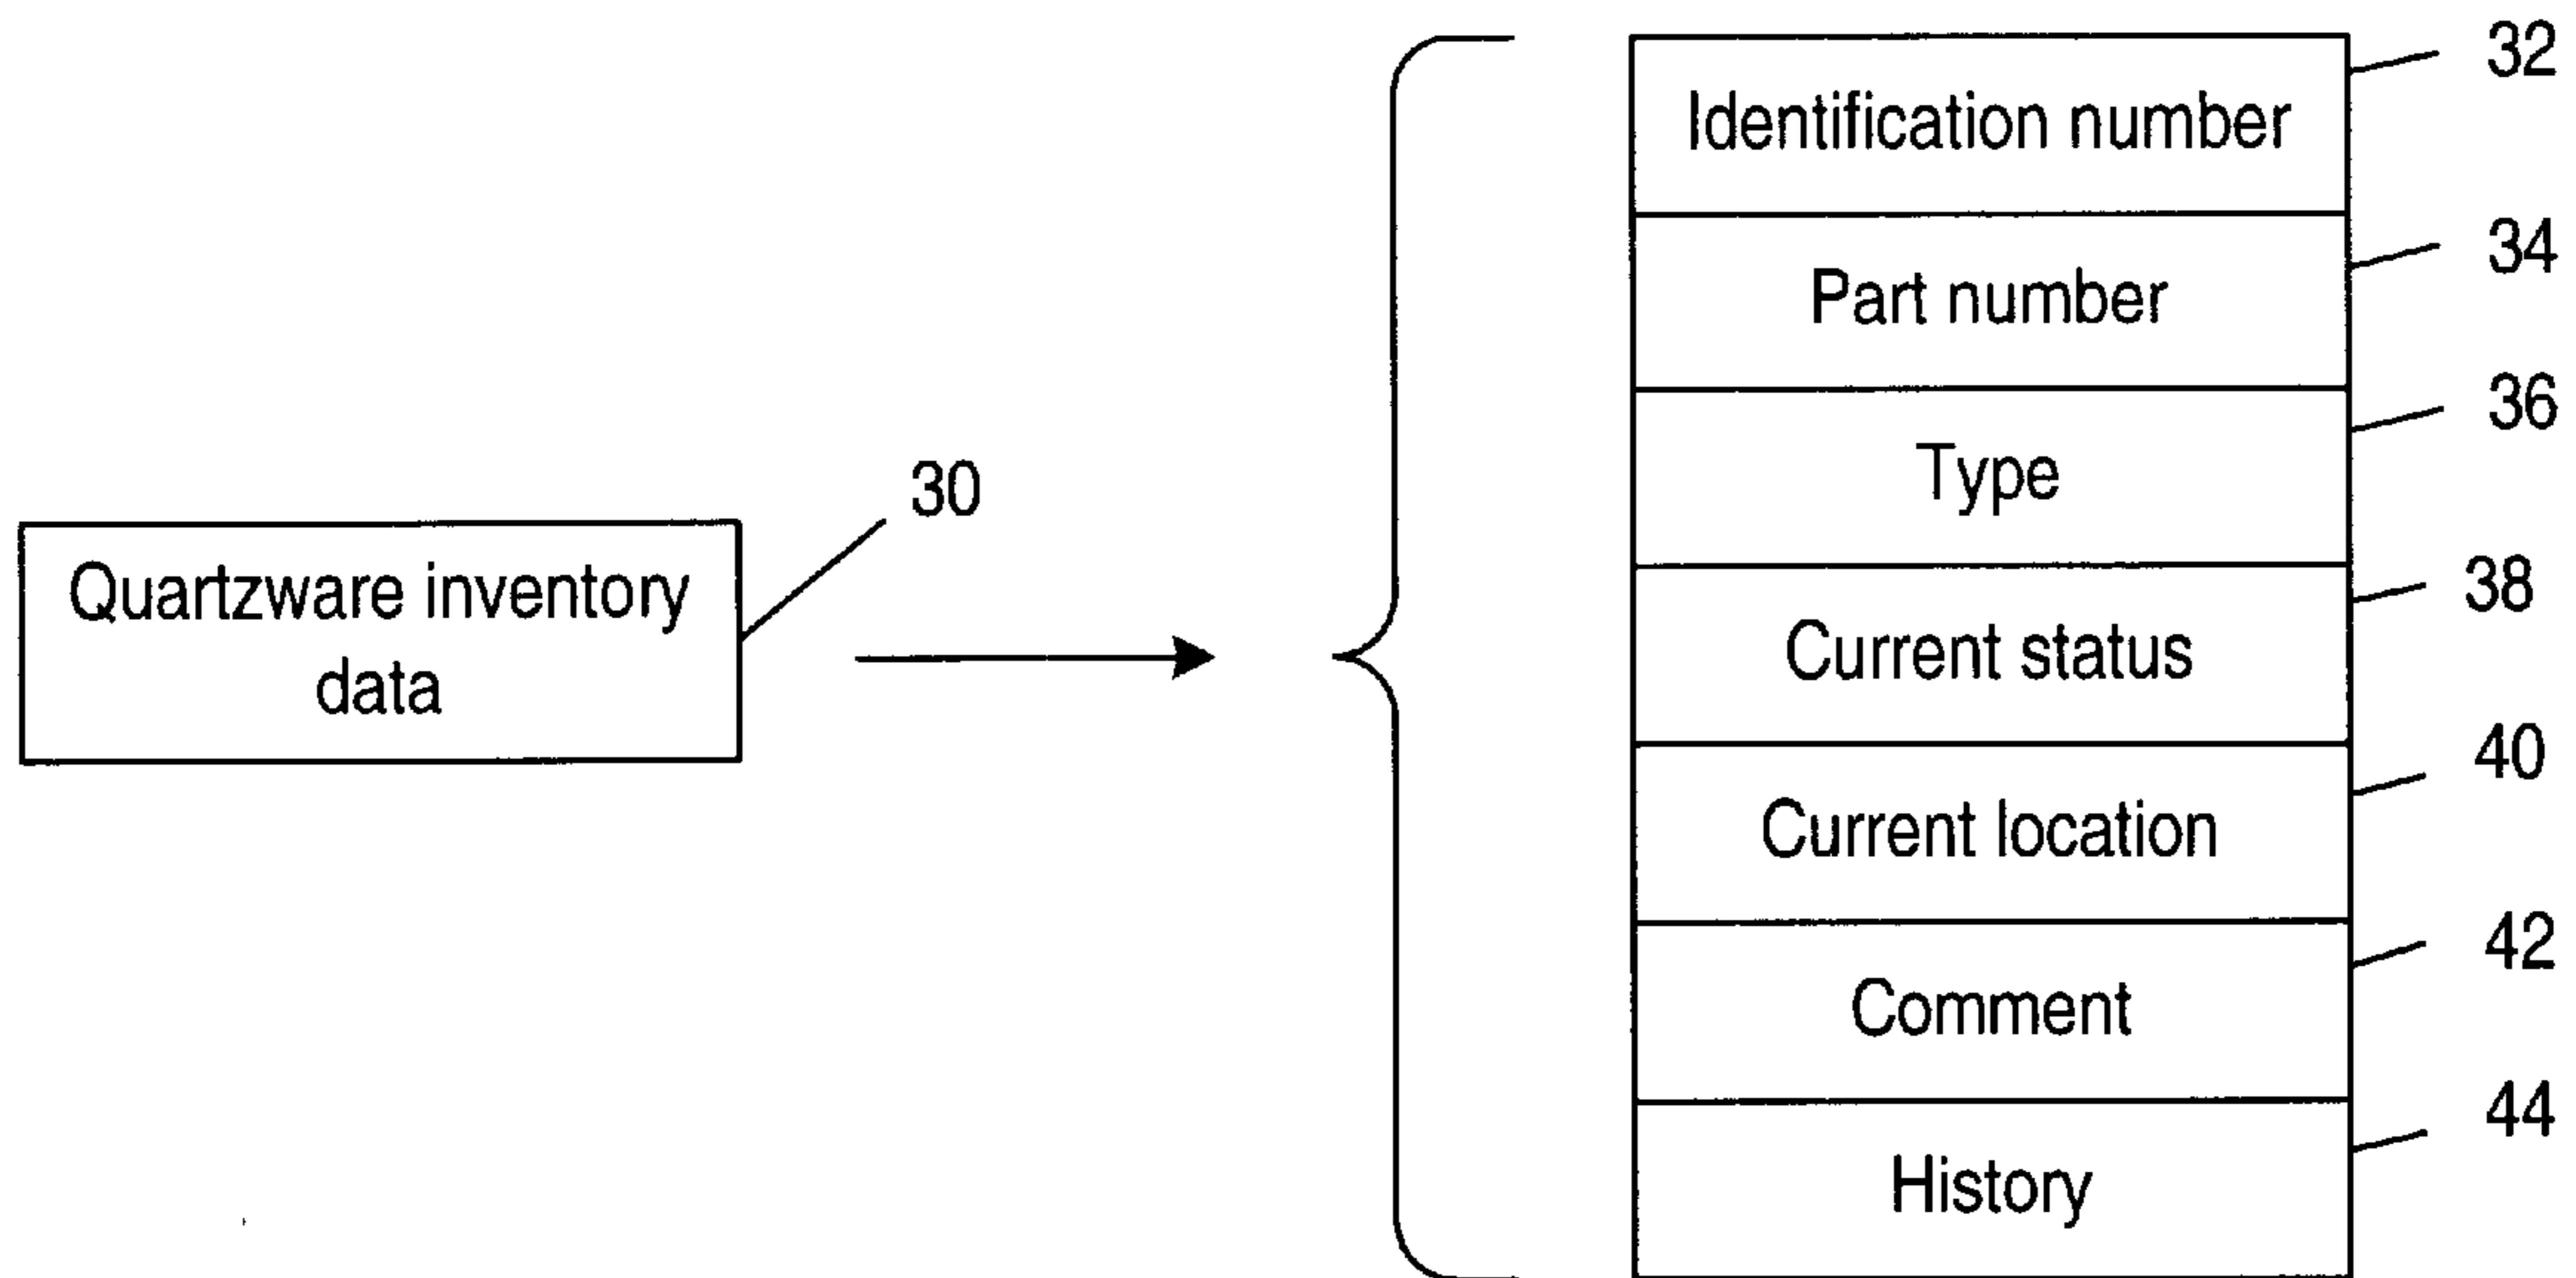 30
Quartzware inventory
data
32
Identification number
34
Part number
36
Type
38
Current status
40
Current location
42
Comment
44
History